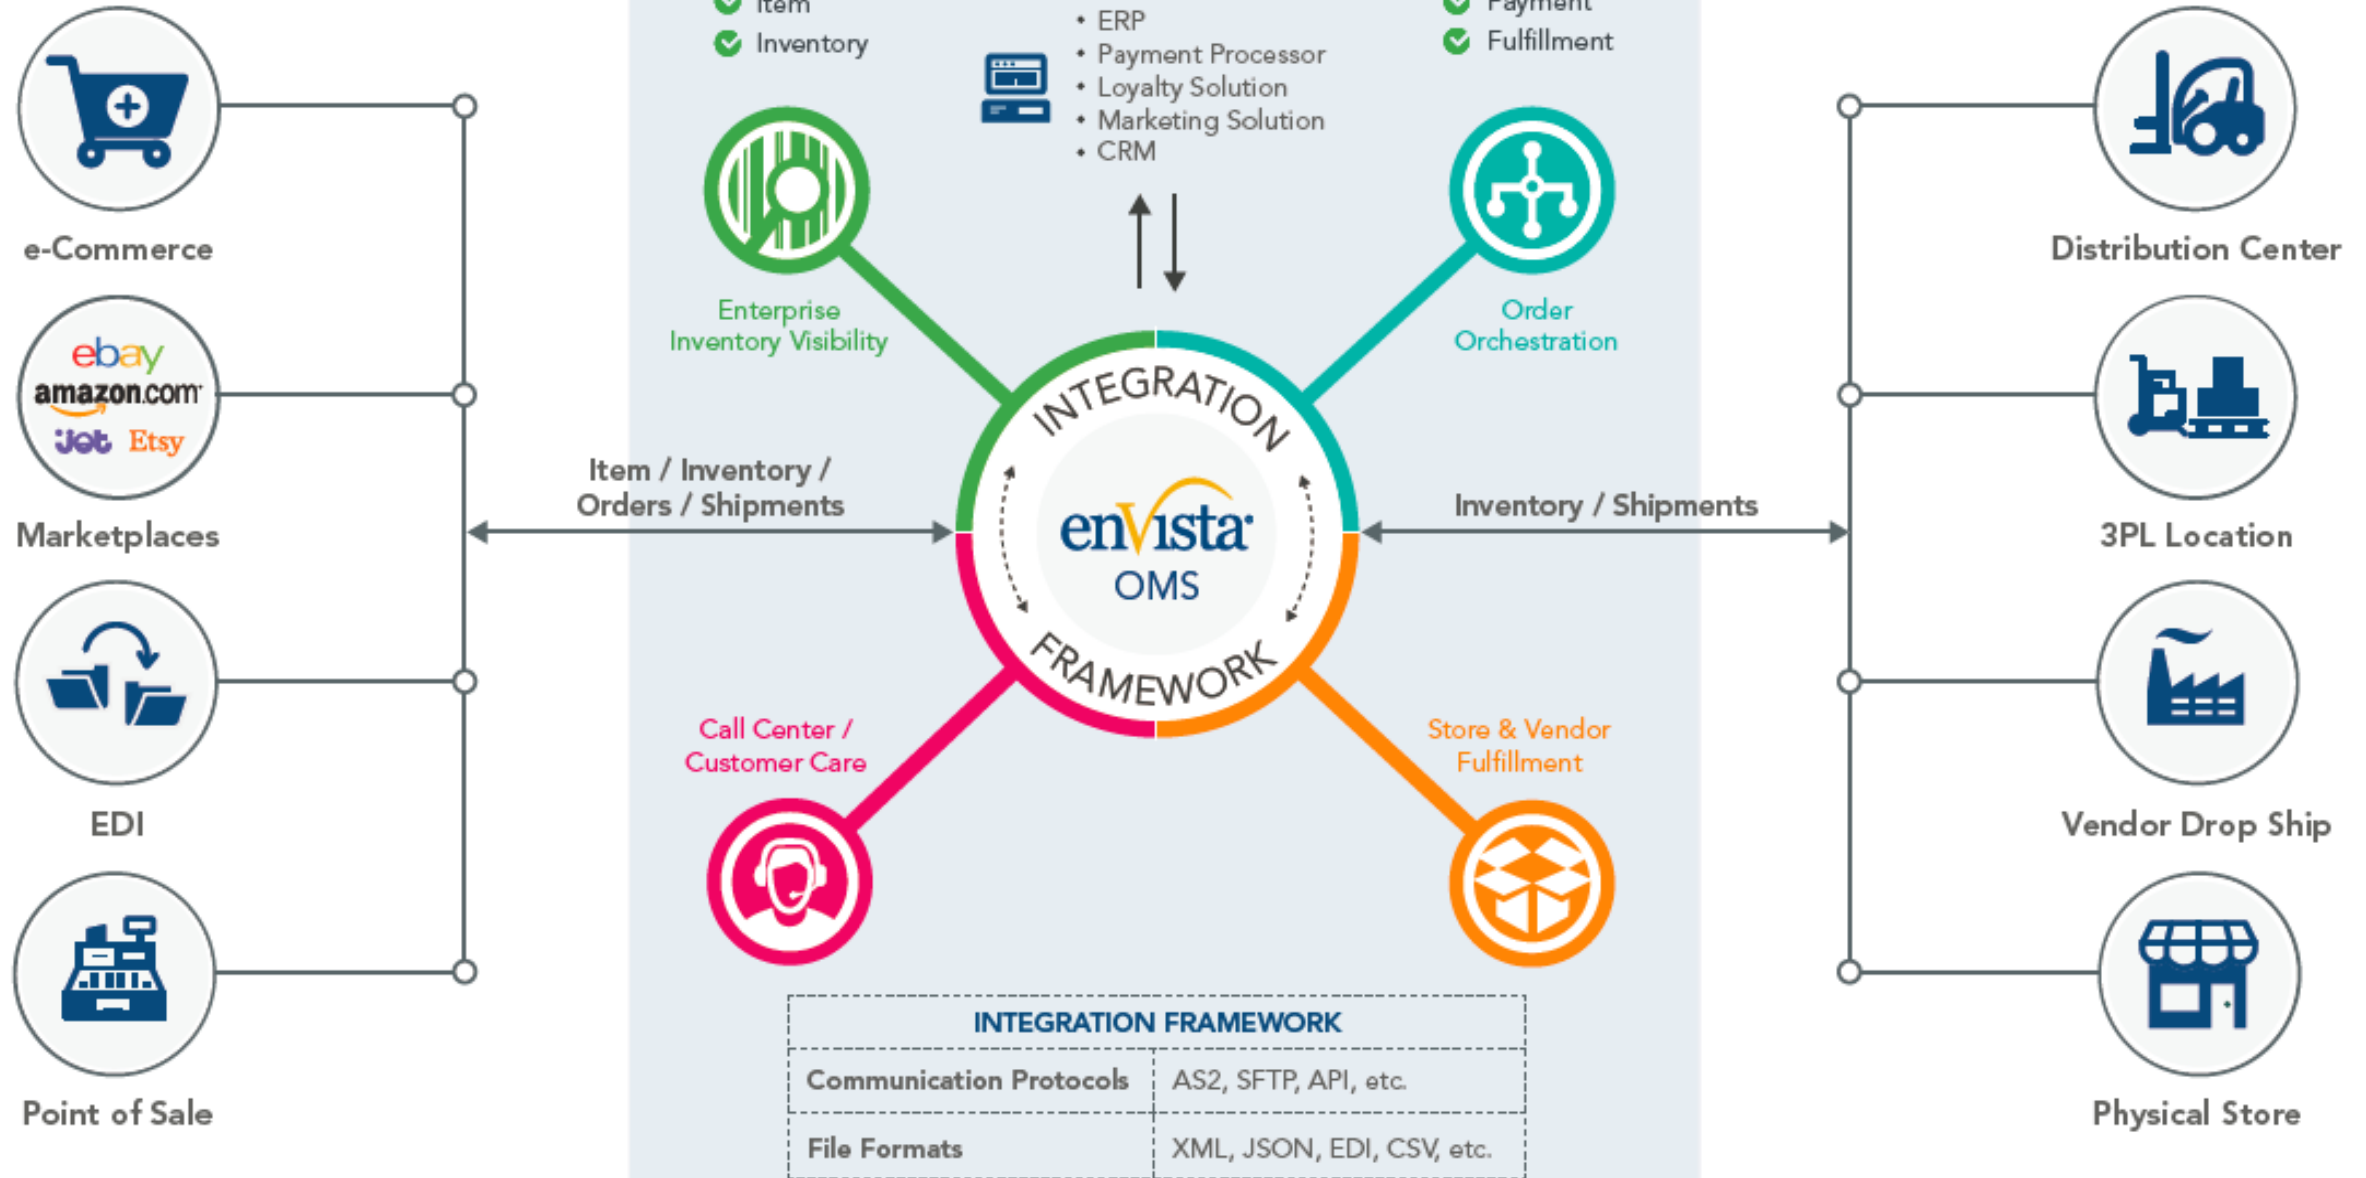 Item
Inventory
ERP
Payment Processor
Loyalty Solution
Marketing Solution
CRM
Payment
Fulfillment
e-Commerce
ebay
amazon.com
jet Etsy
Marketplaces
EDI
Point of Sale
Item / Inventory /
Orders / Shipments
Enterprise
Inventory Visibility
Order
Orchestration
INTEGRATION
enVista
OMS
FRAMEWORK
Inventory / Shipments
Call Center /
Customer Care
Store & Vendor
Fulfillment
INTEGRATION FRAMEWORK
Communication Protocols AS2, SFTP, API, etc.
File Formats XML, JSON, EDI, CSV, etc.
Distribution Center
3PL Location
Vendor Drop Ship
Physical Store